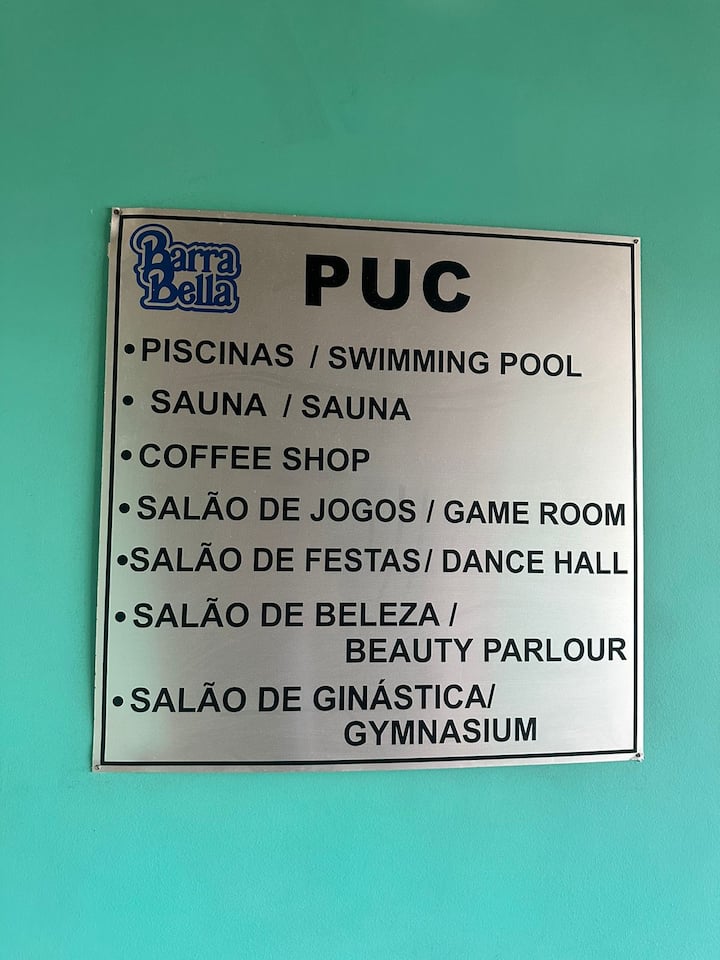 Barra
Bella
PUC
• PISCINAS / SWIMMING POOL
• SAUNA / SAUNA
• COFFEE SHOP
• SALÃO DE JOGOS / GAME ROOM
• SALÃO DE FESTAS/ DANCE HALL
• SALÃO DE BELEZA /
BEAUTY PARLOUR
• SALÃO DE GINÁSTICA/
GYMNASIUM